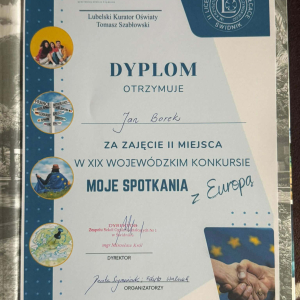 Lubelski Kurator Oświaty
Tomasz Szabłowski
DYPLOM
OTRZYMUJE
Jan Borek
ZA ZAJĘCIE II MIEJSCA
W XIX WOJEWÓDZKIM KONKURSIE
MOJE SPOTKANIA
z Europą
DYREKTOR
ORGANIZATORZY